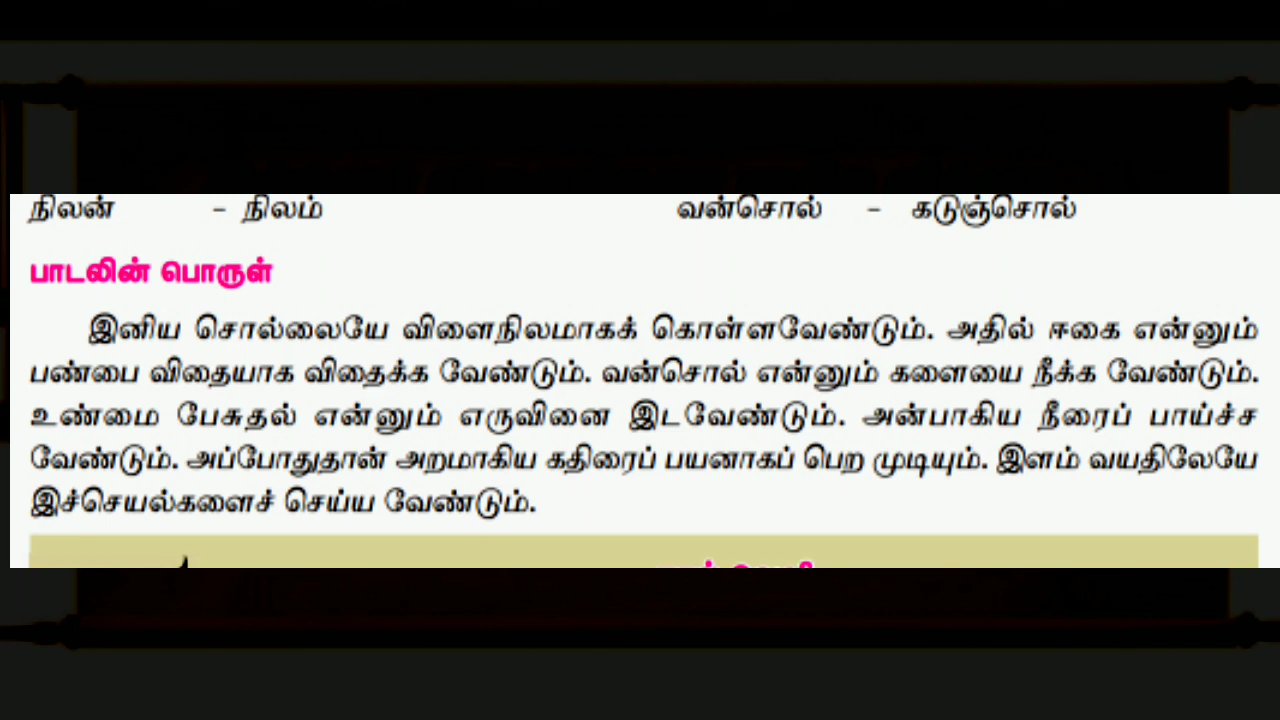 நிலன் - நிலம் வன்சொல் - கடுஞ்சொல்
பாடலின் பொருள்
இனிய சொல்லையே விளைநிலமாகக் கொள்ளவேண்டும். அதில் ஈகை என்னும்
பண்பை விதையாக விதைக்க வேண்டும். வன்சொல் என்னும் களையை நீக்க வேண்டும்.
உண்மை பேசுதல் என்னும் எருவினை இடவேண்டும். அன்பாகிய நீரைப் பாய்ச்ச
வேண்டும். அப்போதுதான் அறமாகிய கதிரைப் பயனாகப் பெற முடியும். இளம் வயதிலேயே
இச்செயல்களைச் செய்ய வேண்டும்.